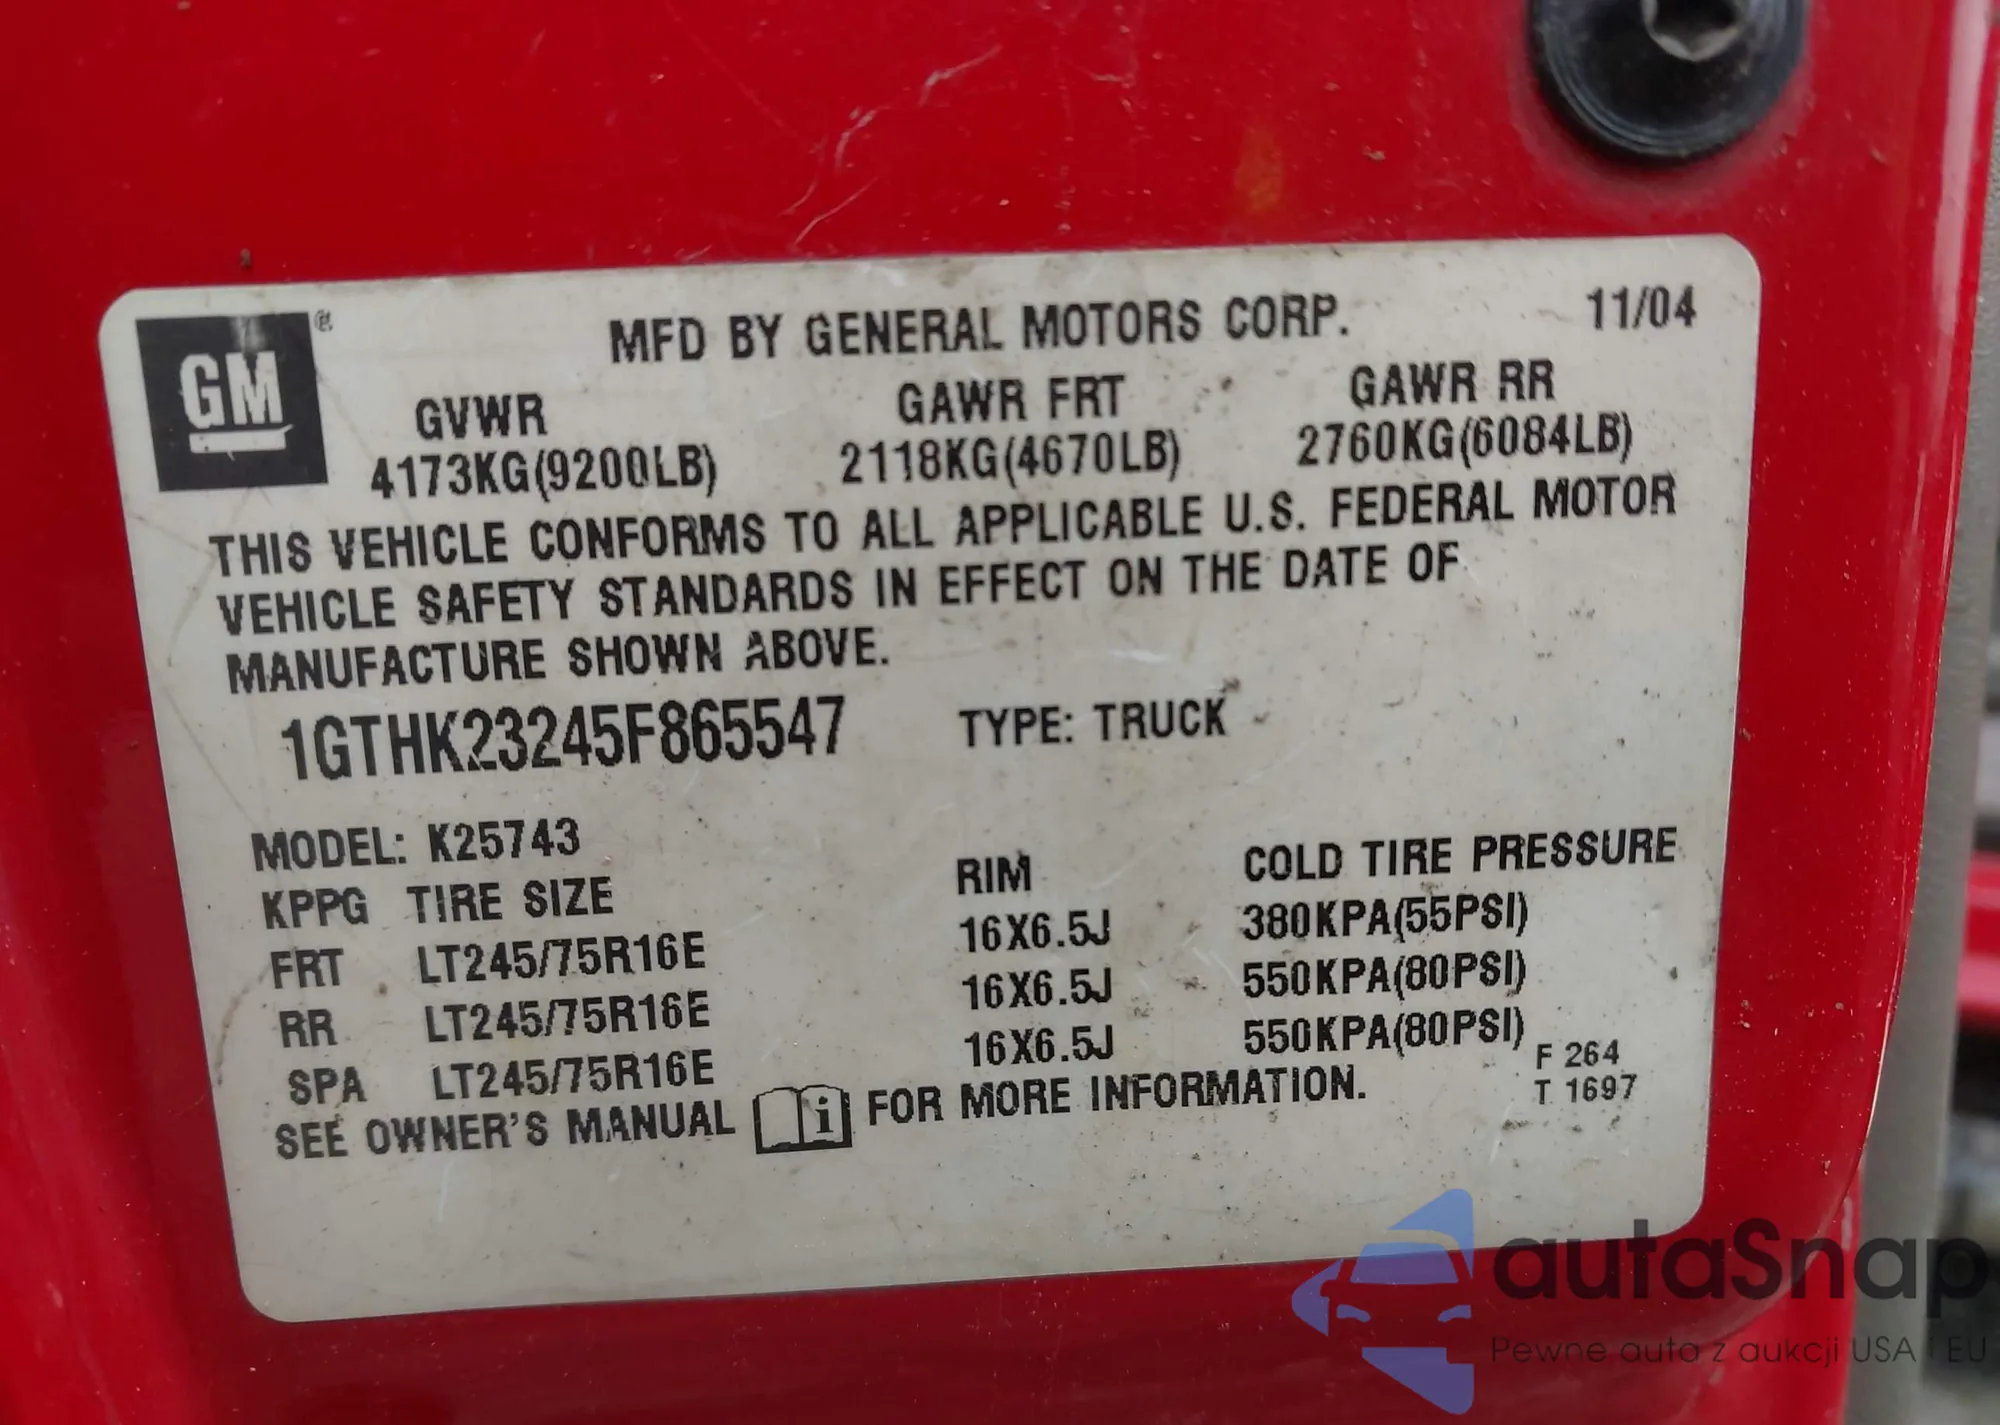 GM ®
MFD BY GENERAL MOTORS CORP. 11/04
GVWR GAWR FRT GAWR RR
4173KG(9200LB) 2118KG(4670LB) 2760KG(6084LB)
THIS VEHICLE CONFORMS TO ALL APPLICABLE U.S. FEDERAL MOTOR
VEHICLE SAFETY STANDARDS IN EFFECT ON THE DATE OF
MANUFACTURE SHOWN ABOVE.
1GTHK23245F865547 TYPE: TRUCK
MODEL: K25743
KPPG TIRE SIZE RIM COLD TIRE PRESSURE
FRT LT245/75R16E 16X6.5J 380KPA(55PSI)
RR LT245/75R16E 16X6.5J 550KPA(80PSI)
SPA LT245/75R16E 16X6.5J 550KPA(80PSI)
F 264
T 1697
SEE OWNER'S MANUAL i FOR MORE INFORMATION.
autaSnap
Pewne auta z aukcji USA i EU